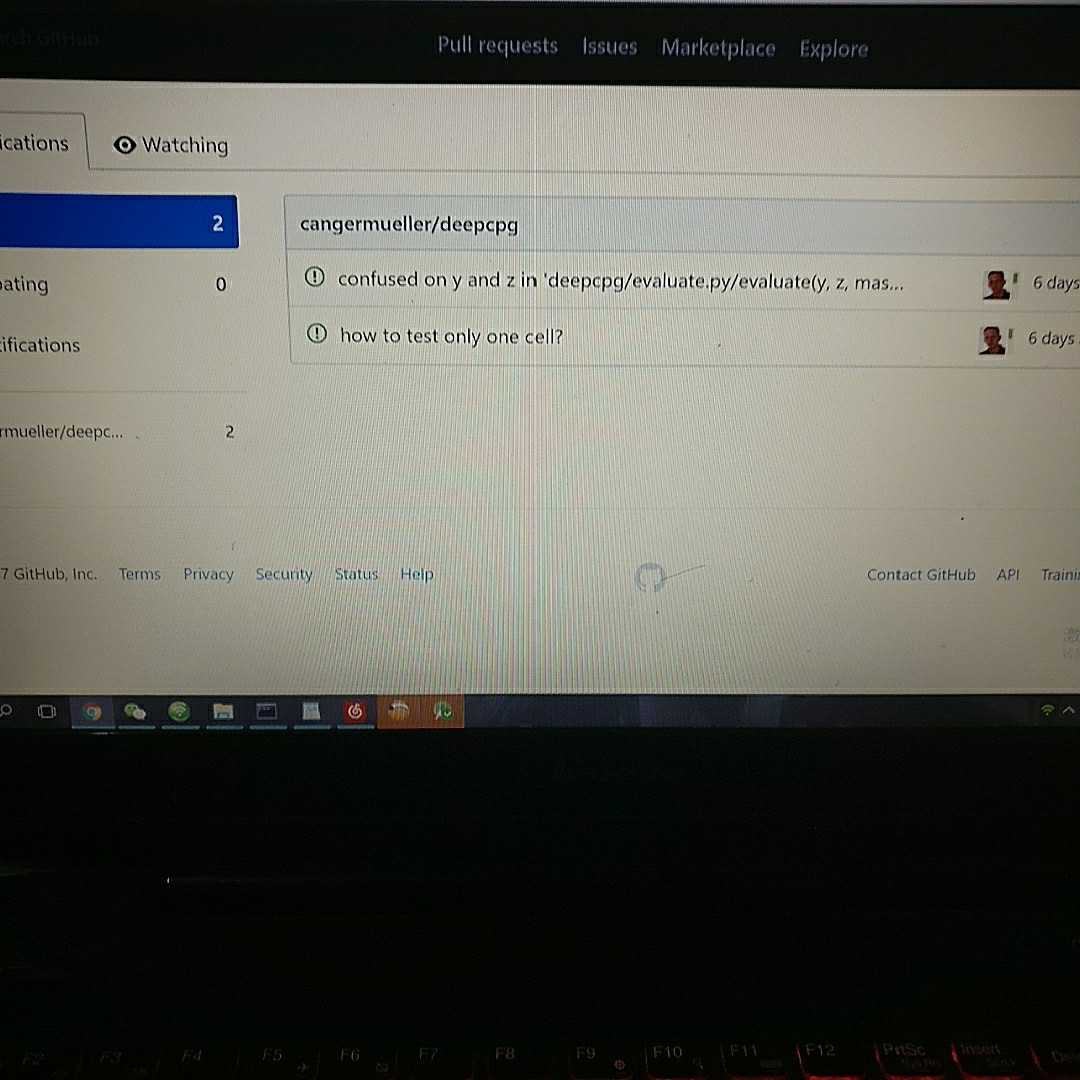 Pull requests Issues Marketplace Explore
ications Watching
2
cangermueller/deepcpg
confused on y and z in 'deepcpg/evaluate.py/evaluate(y, z, mas... 6 days
pating 0
how to test only one cell? 6 days
ifications
rmueller/deepc... 2
7 GitHub, Inc. Terms Privacy Security Status Help Contact GitHub API Traini
F2 F3 F4 F5 F6 F7 F8 F9 F10 F11 F12 PrtSc Insert